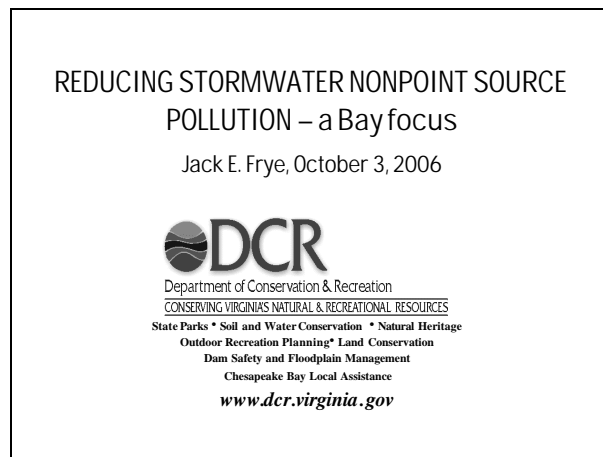 REDUCING STORMWATER NONPOINT SOURCE
POLLUTION – a Bay focus
Jack E. Frye, October 3, 2006
DCR
Department of Conservation & Recreation
CONSERVING VIRGINIA'S NATURAL & RECREATIONAL RESOURCES
State Parks • Soil and Water Conservation • Natural Heritage
Outdoor Recreation Planning• Land Conservation
Dam Safety and Floodplain Management
Chesapeake Bay Local Assistance
www.dcr.virginia.gov